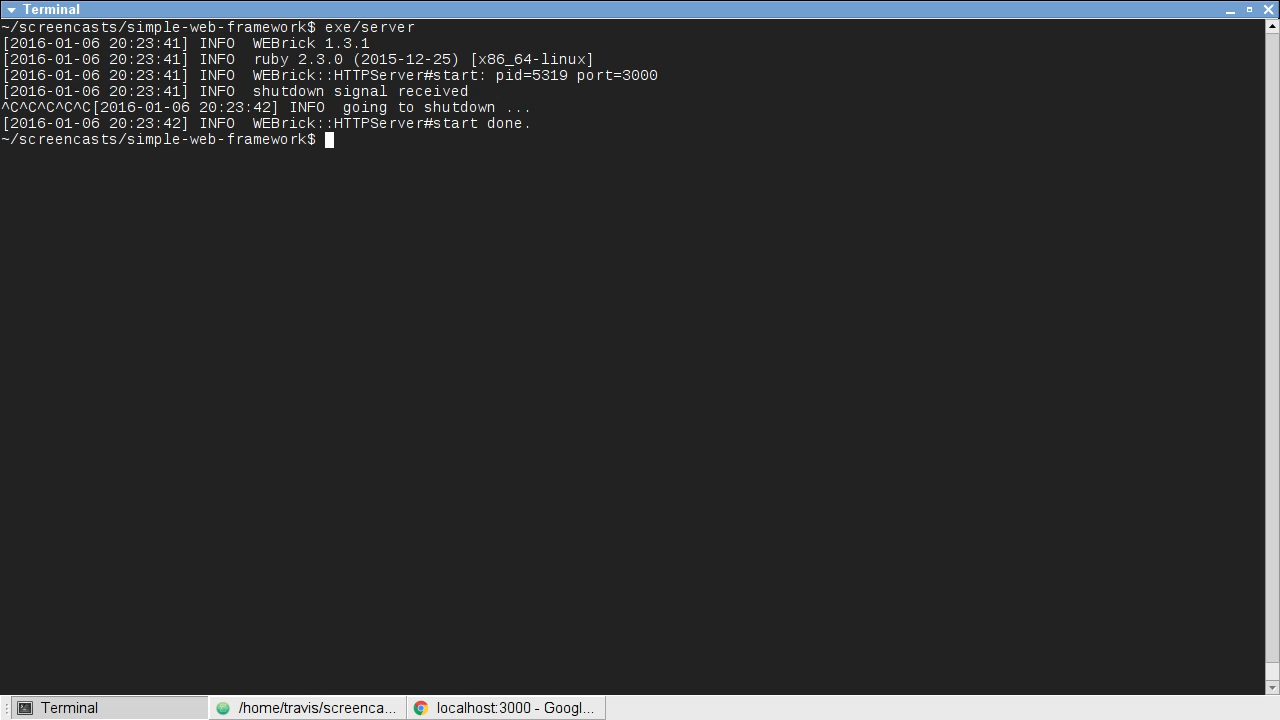 Terminal
~/screencasts/simple-web-framework$ exe/server
[2016-01-06 20:23:41] INFO  WEBrick 1.3.1
[2016-01-06 20:23:41] INFO  ruby 2.3.0 (2015-12-25) [x86_64-linux]
[2016-01-06 20:23:41] INFO  WEBrick::HTTPServer#start: pid=5319 port=3000
[2016-01-06 20:23:41] INFO  shutdown signal received
^C^C^C^C^C[2016-01-06 20:23:42] INFO  going to shutdown ...
[2016-01-06 20:23:42] INFO  WEBrick::HTTPServer#start done.
~/screencasts/simple-web-framework$
Terminal
/home/travis/screenca...
localhost:3000 - Googl...